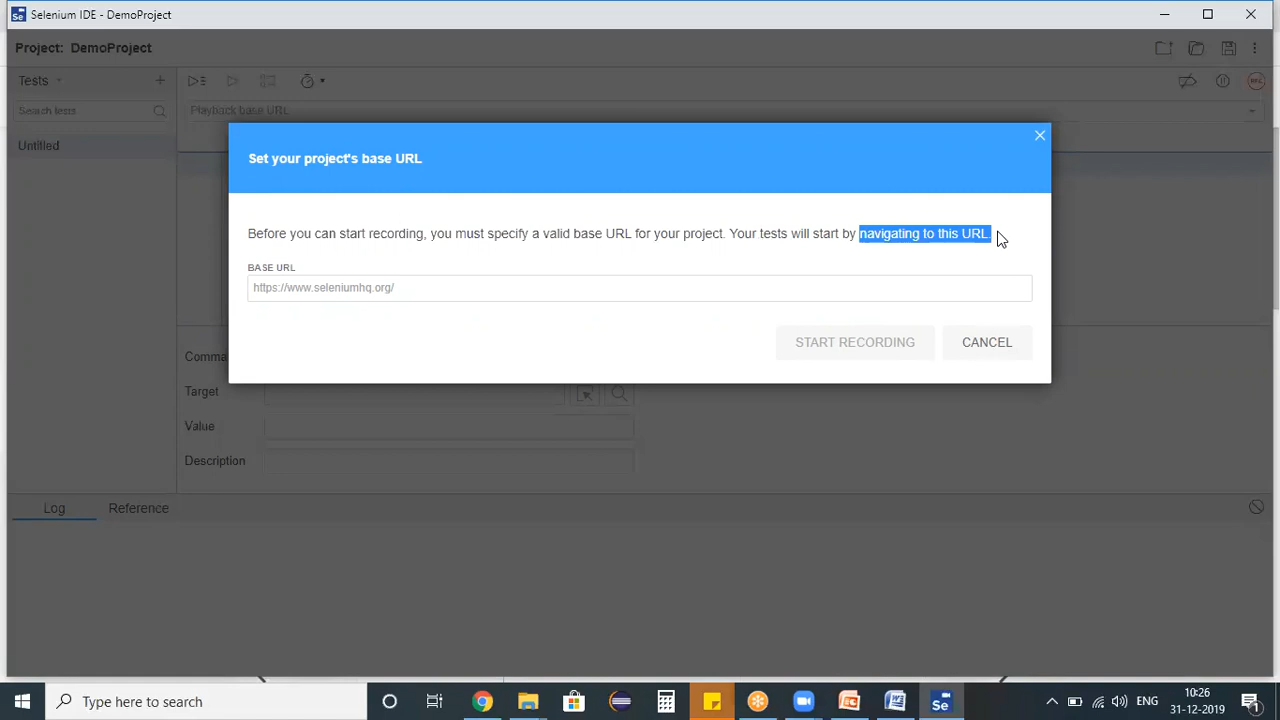 Selenium IDE - DemoProject
Project: DemoProject
Tests
Search tests
Playback base URL
REC
Untitled
Set your project's base URL
Before you can start recording, you must specify a valid base URL for your project. Your tests will start by navigating to this URL.
BASE URL
https://www.seleniumhq.org/
START RECORDING
CANCEL
Comma
Target
Value
Description
Log
Reference
Type here to search
ENG
10:26
31-12-2019
1